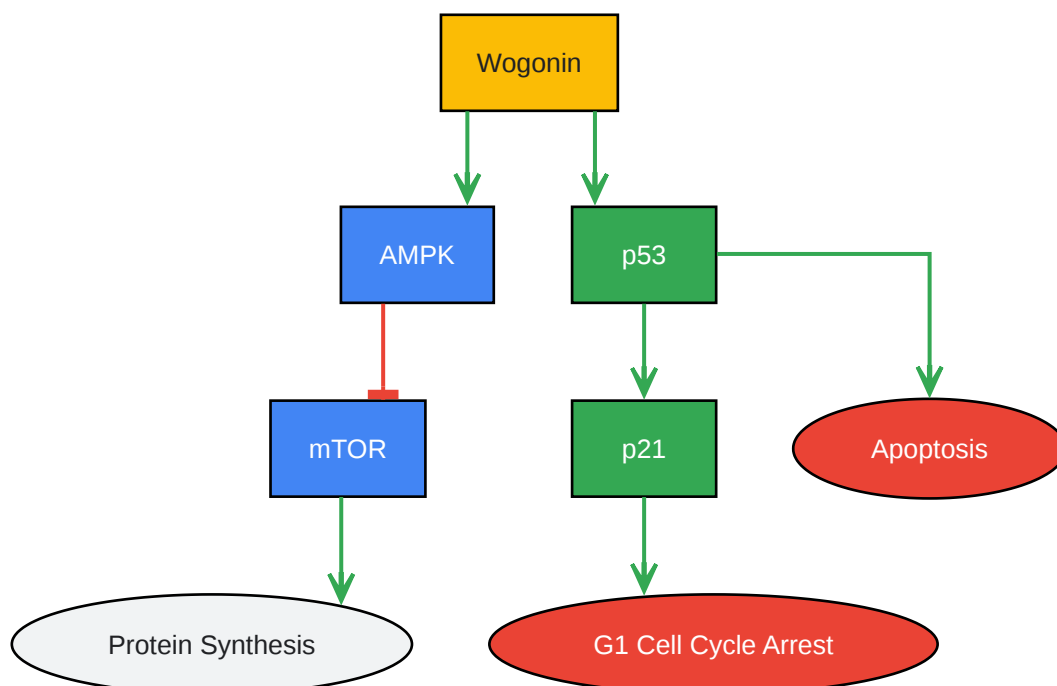 Wogonin
AMPK
p53
mTOR
p21
Apoptosis
Protein Synthesis
G1 Cell Cycle Arrest